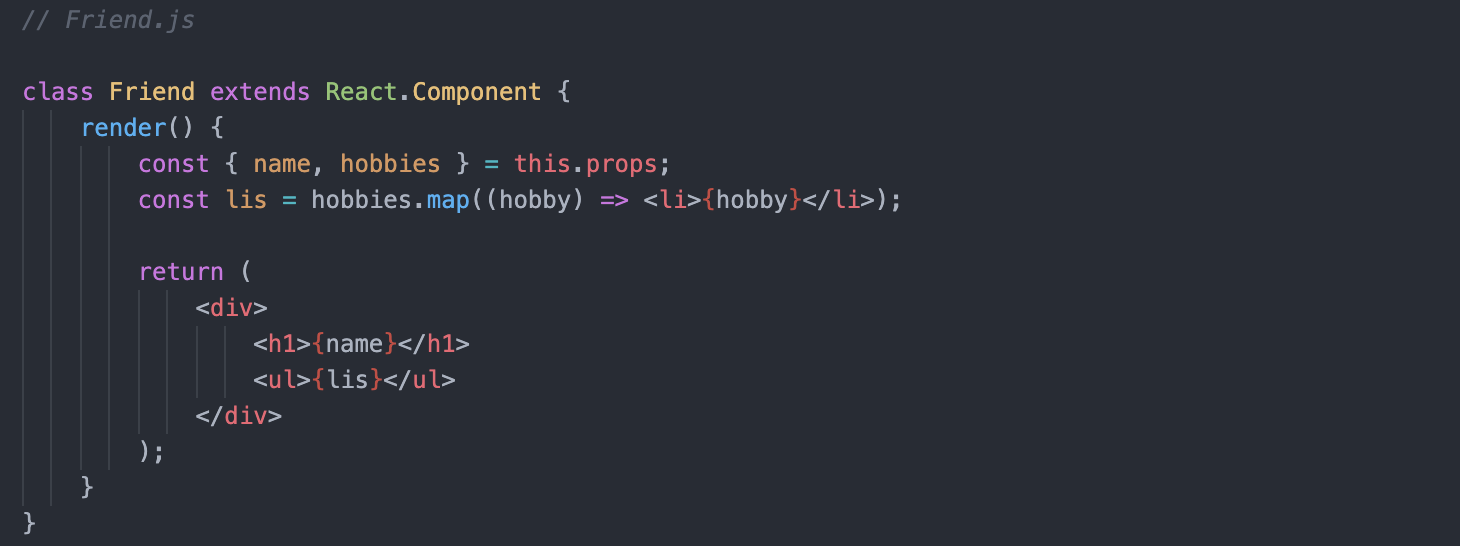 // Friend.js
class Friend extends React.Component {
render() {
const { name, hobbies } = this.props;
const lis = hobbies.map((hobby) => <li>{hobby}</li>);
return (
<div>
<h1>{name}</h1>
<ul>{lis}</ul>
</div>
);
}
}